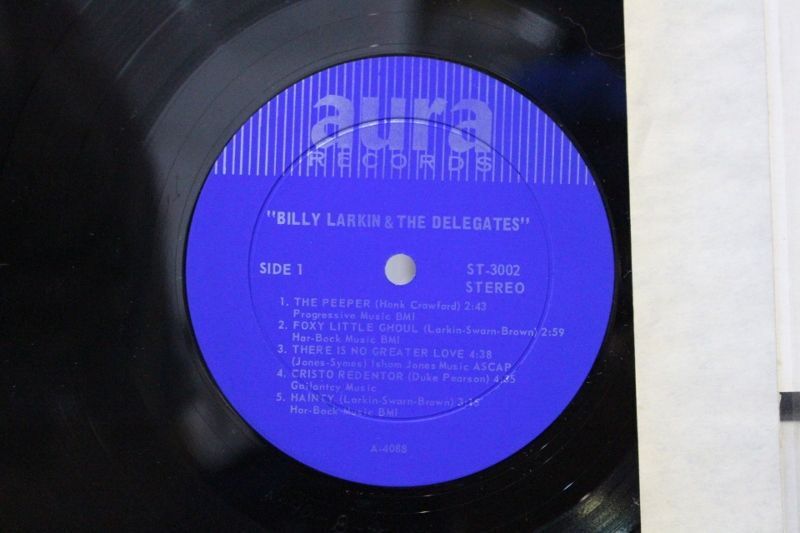 aura
RECORDS
"BILLY LARKIN & THE DELEGATES"
SIDE 1
ST-3002
STEREO
1. THE PEEPER (Hank Crawford) 2:43
Progressive Music BMI
2. FOXY LITTLE GHOUL (Larkin-Swarn-Brown) 2:59
Har-Bock Music BMI
3. THERE IS NO GREATER LOVE 4:38
(Jones-Symes) Isham Jones Music ASCAP
4. CRISTO REDENTOR (Duke Pearson) 4:35
Gailantcy Music
5. HAINTY (Larkin-Swarn-Brown) 3:15
Har-Bock Music BMI
A-4088